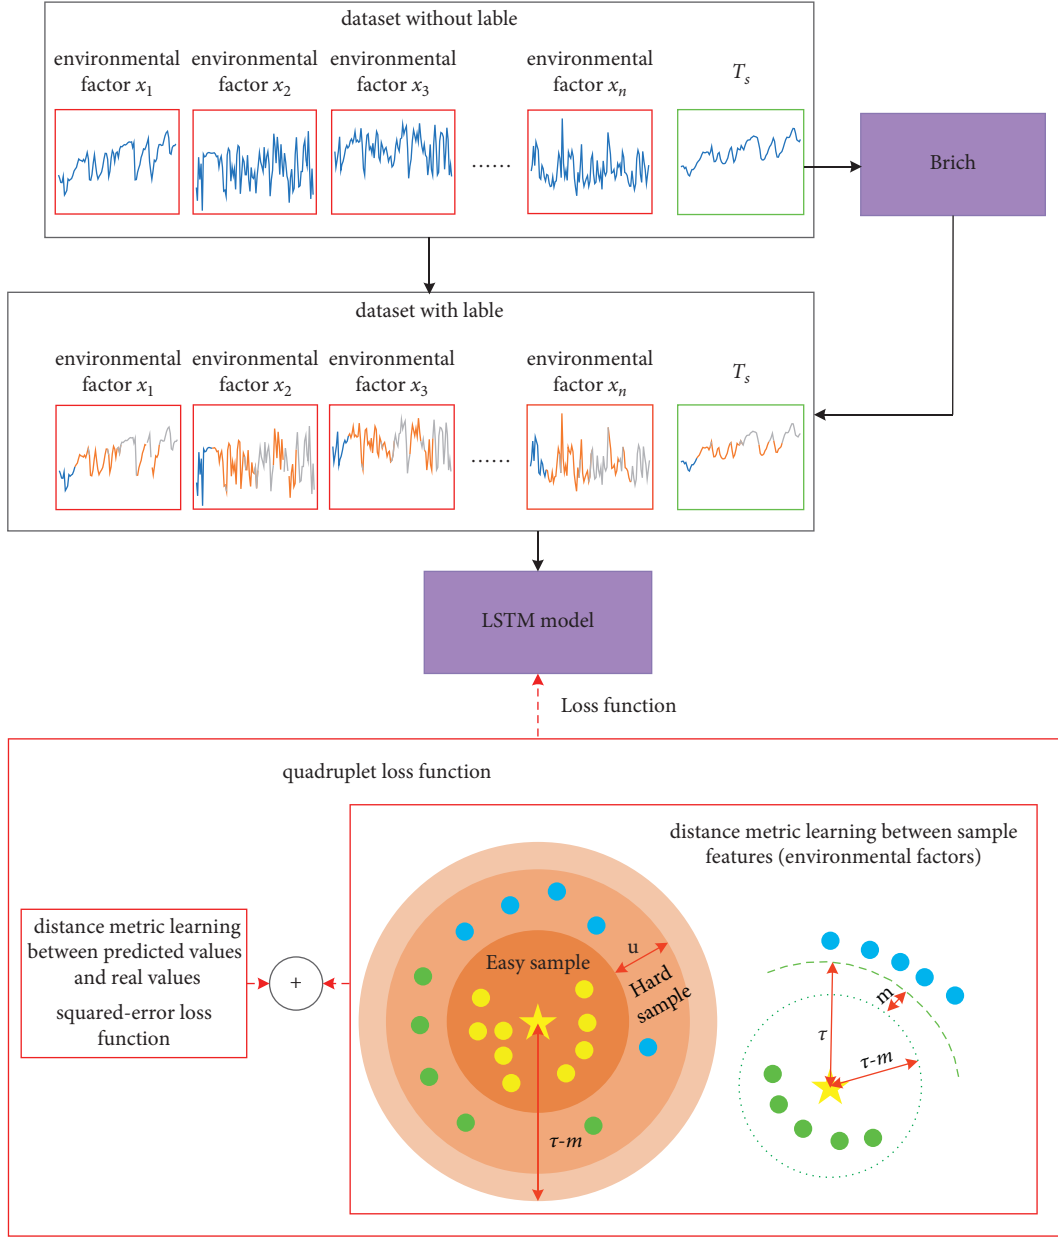 dataset without lable
environmental
factor x1
environmental
factor x2
environmental
factor x3
......
environmental
factor xn
Ts
Brich
dataset with lable
environmental
factor x1
environmental
factor x2
environmental
factor x3
......
environmental
factor xn
Ts
LSTM model
Loss function
quadruplet loss function
distance metric learning between sample
features (environmental factors)
distance metric learning
between predicted values
and real values
squared-error loss
function
+
Easy sample
u
Hard
sample
τ-m
m
τ
τ-m